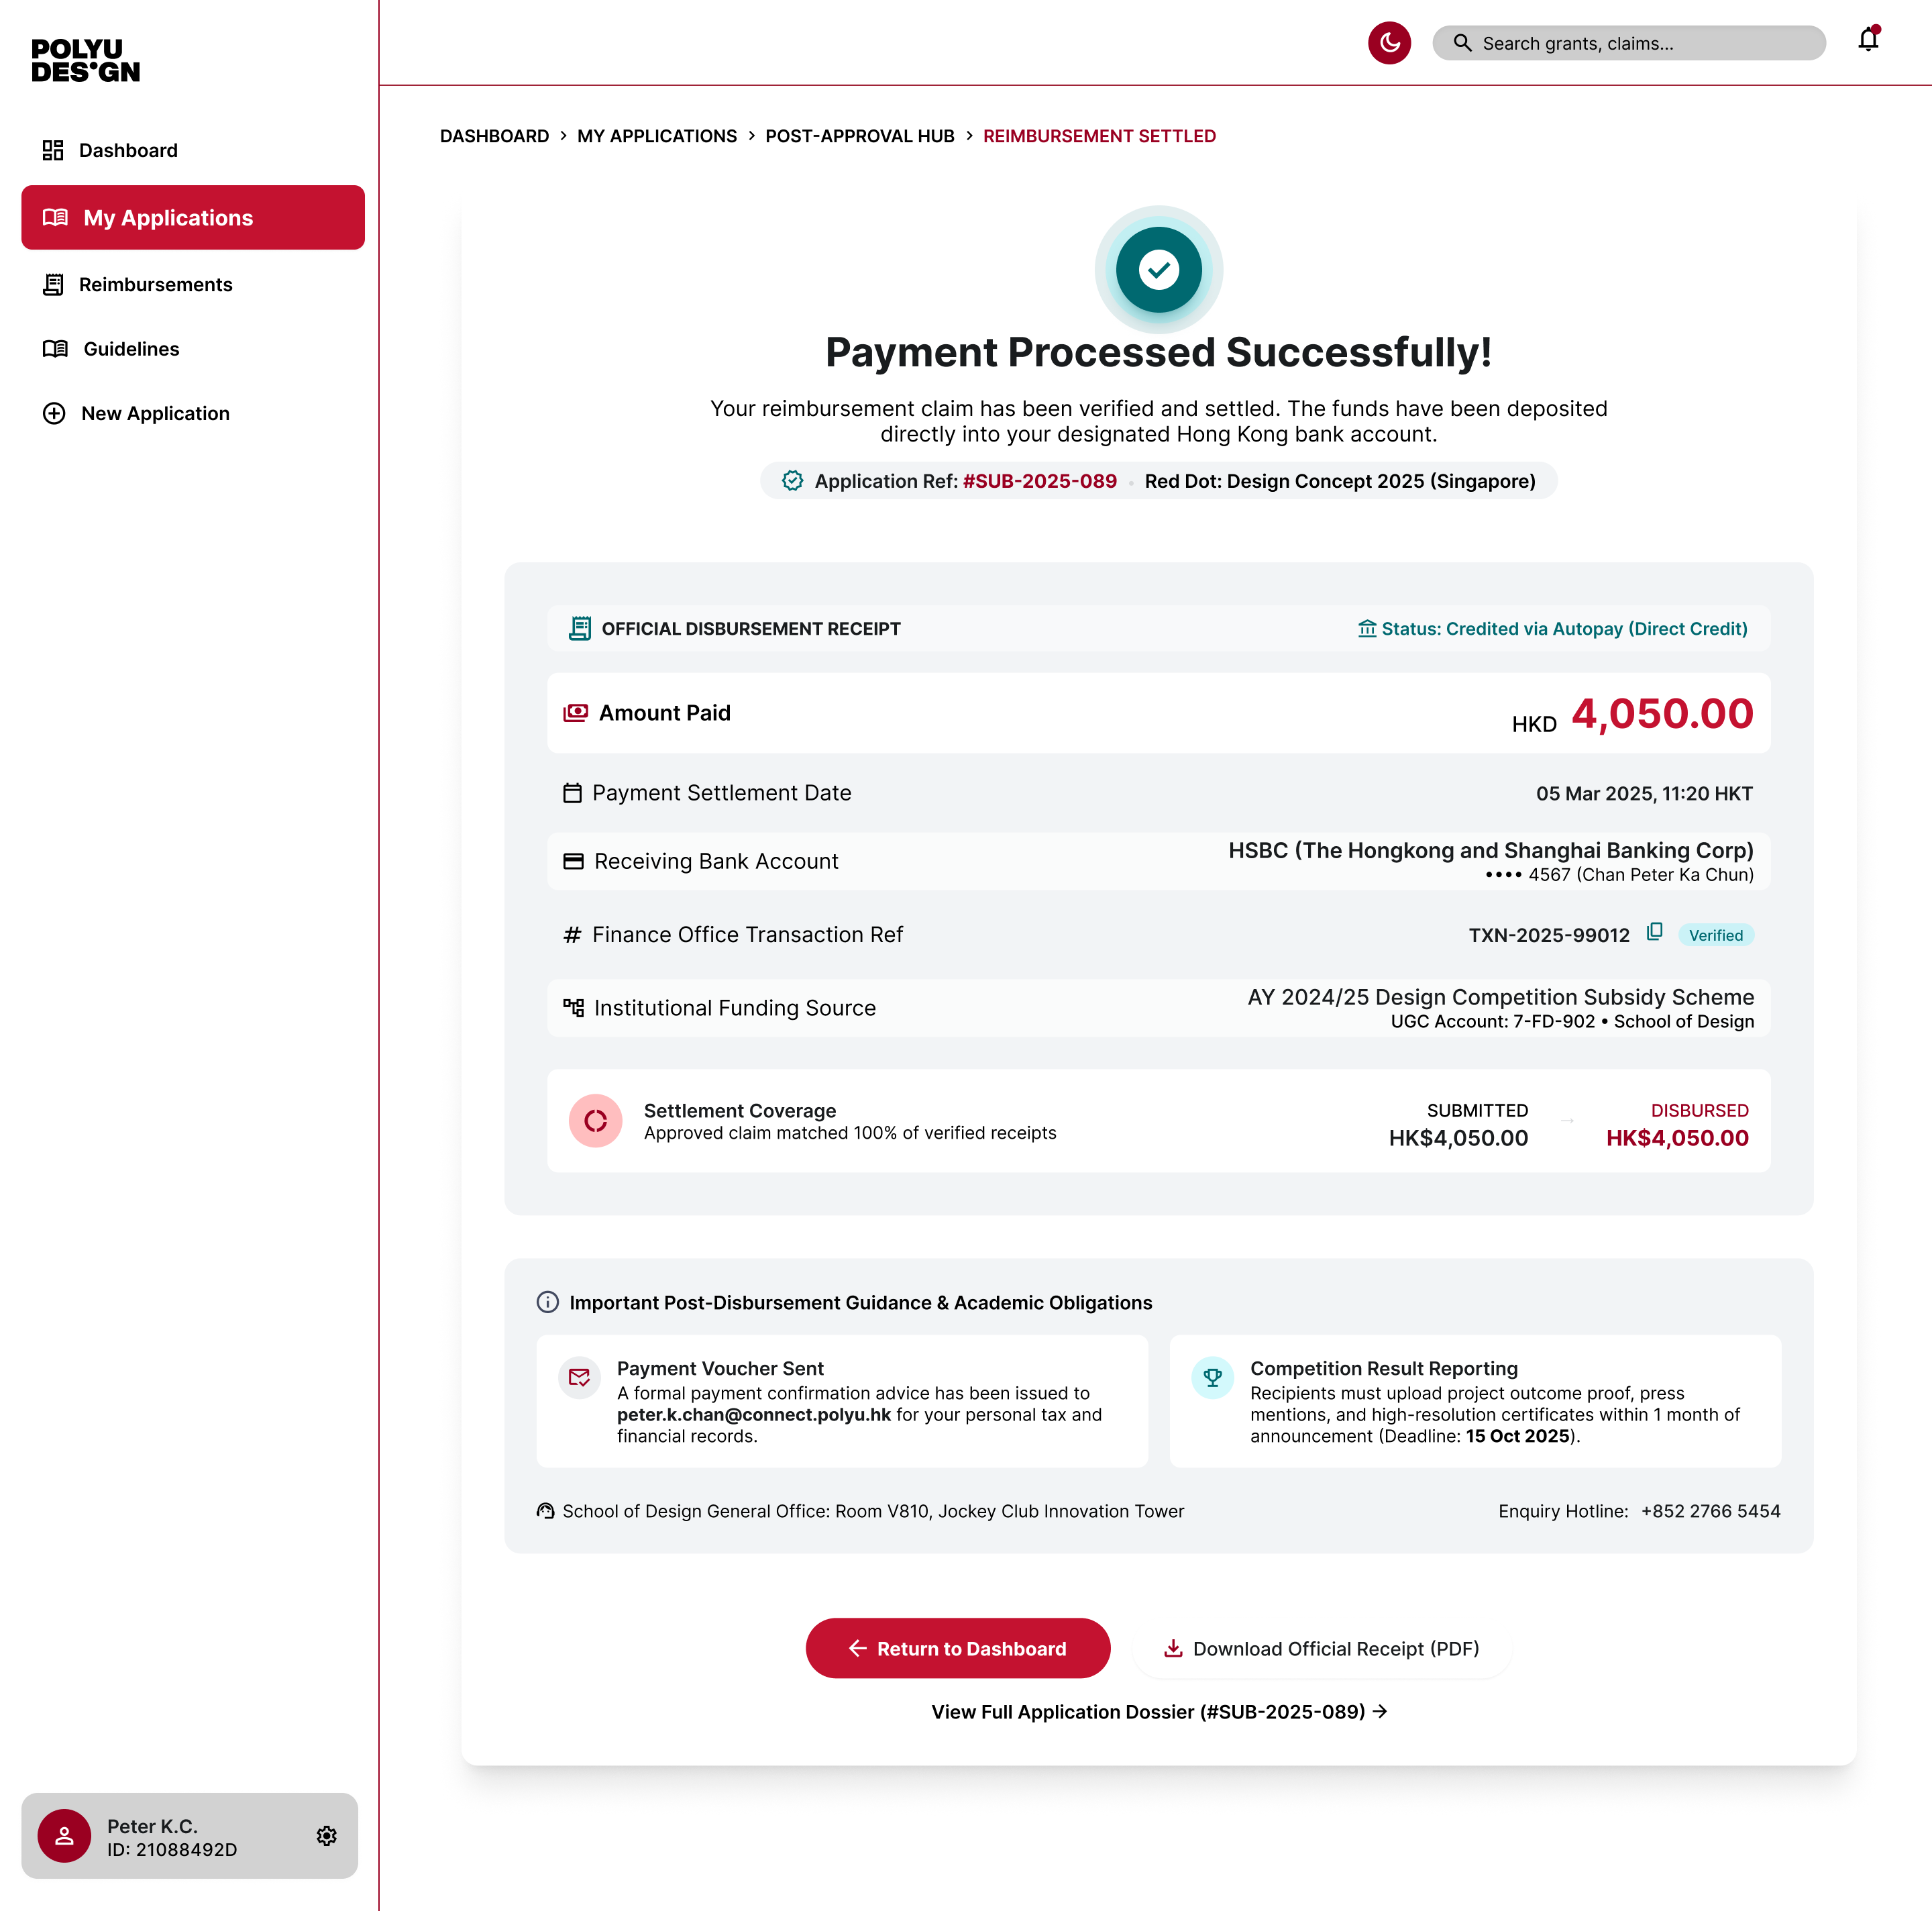 POLYU
DES•GN
Search grants, claims...
Dashboard
My Applications
Reimbursements
Guidelines
New Application
DASHBOARD > MY APPLICATIONS > POST-APPROVAL HUB > REIMBURSEMENT SETTLED
Payment Processed Successfully!
Your reimbursement claim has been verified and settled. The funds have been deposited
directly into your designated Hong Kong bank account.
Application Ref: #SUB-2025-089 • Red Dot: Design Concept 2025 (Singapore)
OFFICIAL DISBURSEMENT RECEIPT
Status: Credited via Autopay (Direct Credit)
Amount Paid
HKD 4,050.00
Payment Settlement Date
05 Mar 2025, 11:20 HKT
Receiving Bank Account
HSBC (The Hongkong and Shanghai Banking Corp)
•••• 4567 (Chan Peter Ka Chun)
# Finance Office Transaction Ref
TXN-2025-99012 Verified
Institutional Funding Source
AY 2024/25 Design Competition Subsidy Scheme
UGC Account: 7-FD-902 • School of Design
Settlement Coverage
Approved claim matched 100% of verified receipts
SUBMITTED
HK$4,050.00
→
DISBURSED
HK$4,050.00
Important Post-Disbursement Guidance & Academic Obligations
Payment Voucher Sent
A formal payment confirmation advice has been issued to
peter.k.chan@connect.polyu.hk for your personal tax and
financial records.
Competition Result Reporting
Recipients must upload project outcome proof, press
mentions, and high-resolution certificates within 1 month of
announcement (Deadline: 15 Oct 2025).
School of Design General Office: Room V810, Jockey Club Innovation Tower
Enquiry Hotline: +852 2766 5454
← Return to Dashboard
Download Official Receipt (PDF)
View Full Application Dossier (#SUB-2025-089) →
Peter K.C.
ID: 21088492D